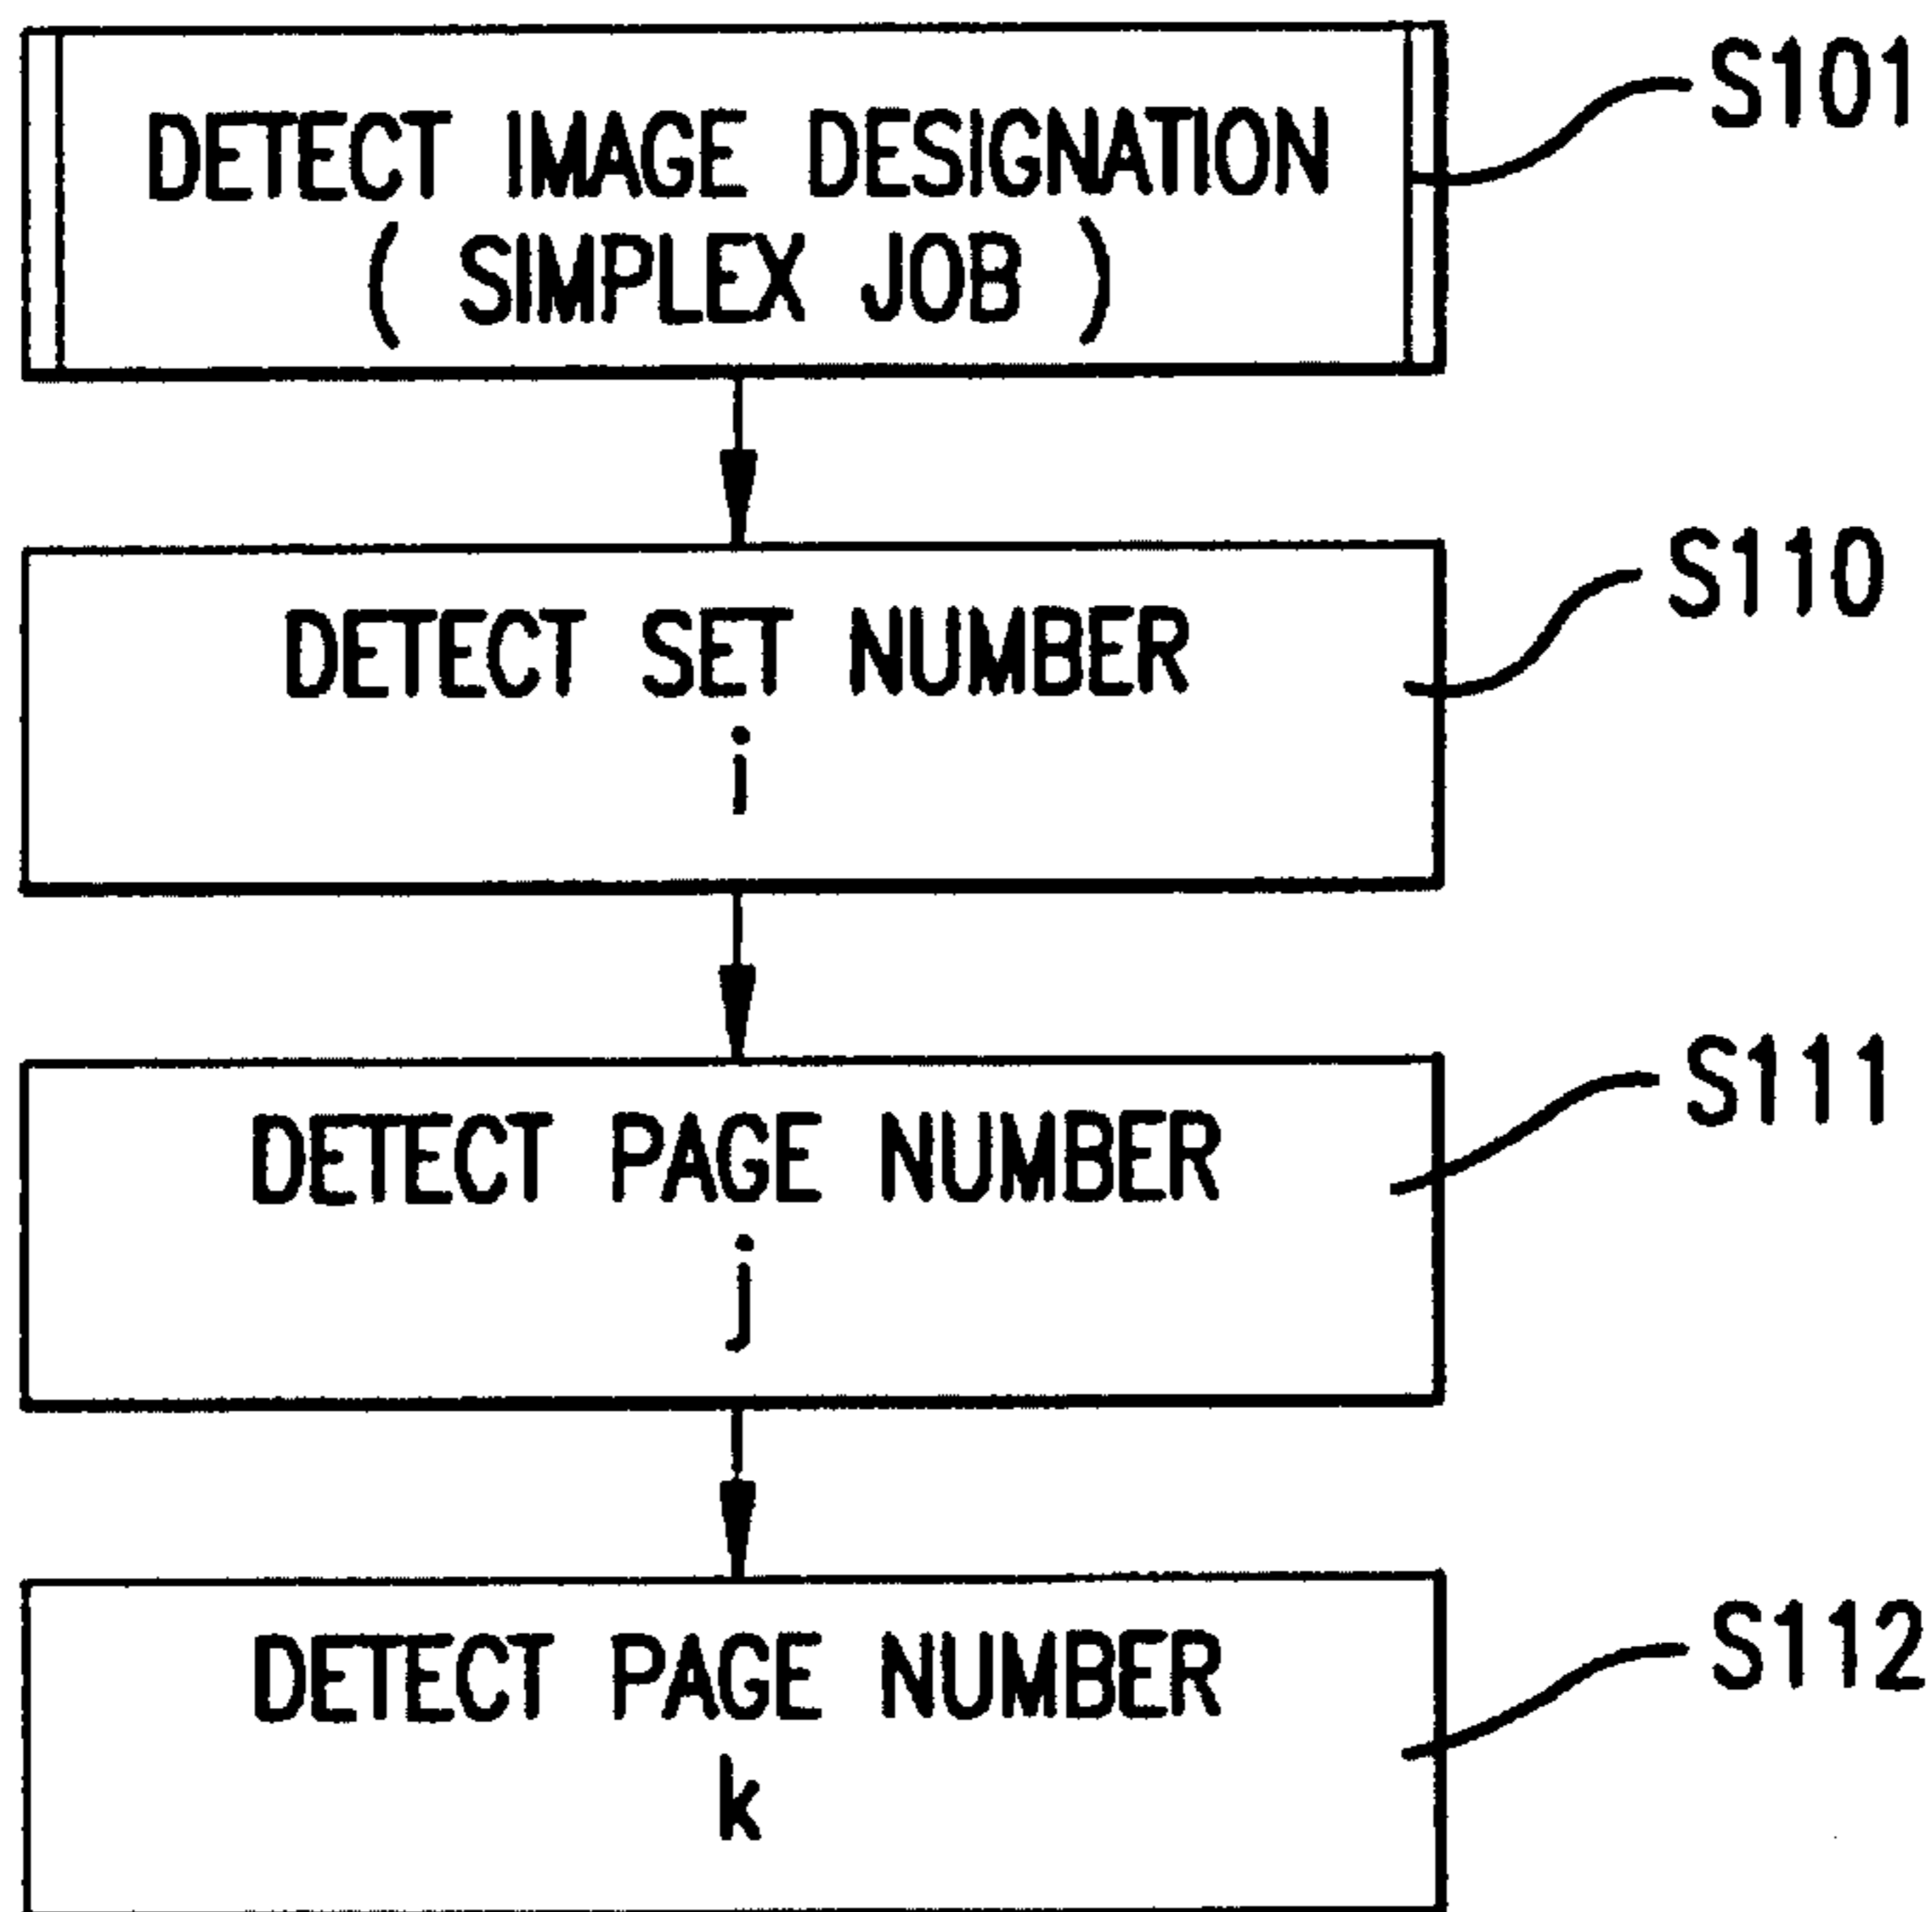 DETECT IMAGE DESIGNATION
( SIMPLEX JOB )
S101
DETECT SET NUMBER
i
S110
DETECT PAGE NUMBER
j
S111
DETECT PAGE NUMBER
k
S112